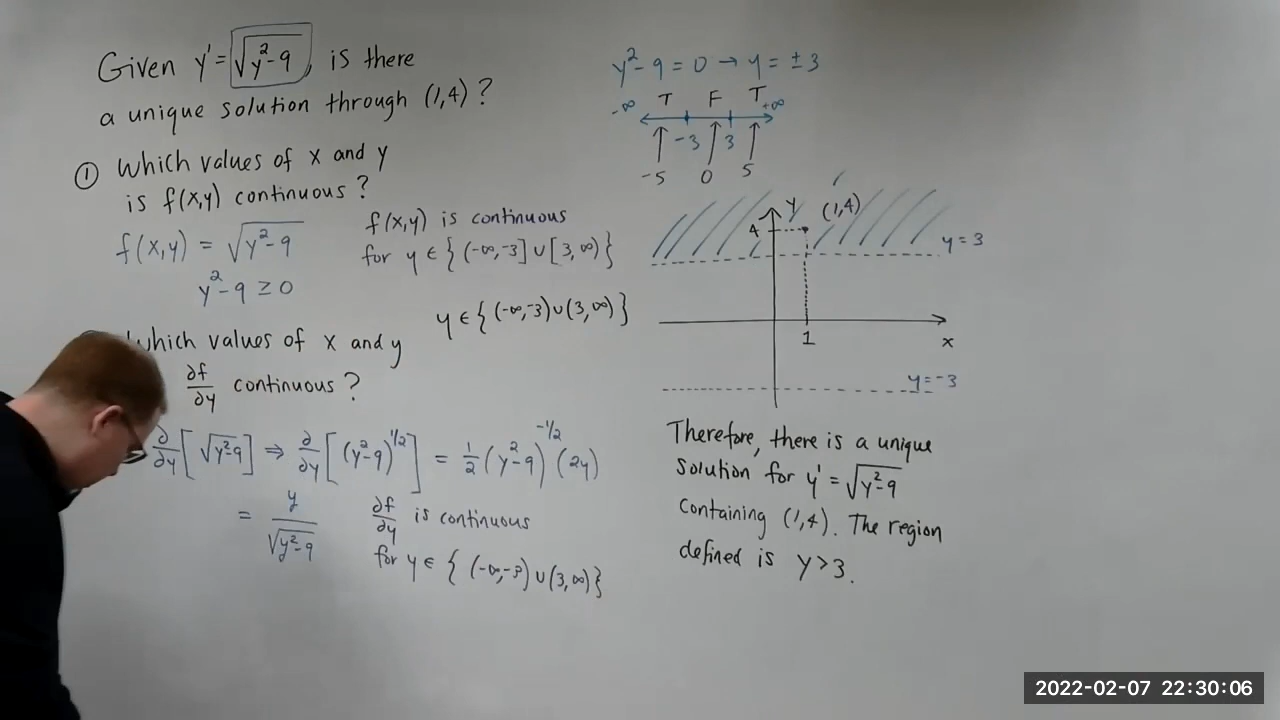 Given y' = √(y²-9), is there
a unique solution through (1,4)?
① Which values of x and y
is f(x,y) continuous?
f(x,y) = √(y²-9)
y²-9 ≥ 0
f(x,y) is continuous
for y ∈ {(-∞,-3] ∪ [3,∞)}
y ∈ {(-∞,-3) ∪ (3,∞)}
Which values of x and y
∂f/∂y continuous?
∂/∂y [√(y²-9)] ⇒ ∂/∂y [(y²-9)^1/2] = 1/2 (y²-9)^-1/2 (2y)
= y/√(y²-9)
∂f/∂y is continuous
for y ∈ {(-∞,-3) ∪ (3,∞)}
y²-9 = 0 → y = ±3
-∞ T F T +∞
-3 3
-5 0 5
y (1,4)
4
y = 3
1 x
y = -3
Therefore, there is a unique
solution for y' = √(y²-9)
containing (1,4). The region
defined is y>3.
2022-02-07 22:30:06